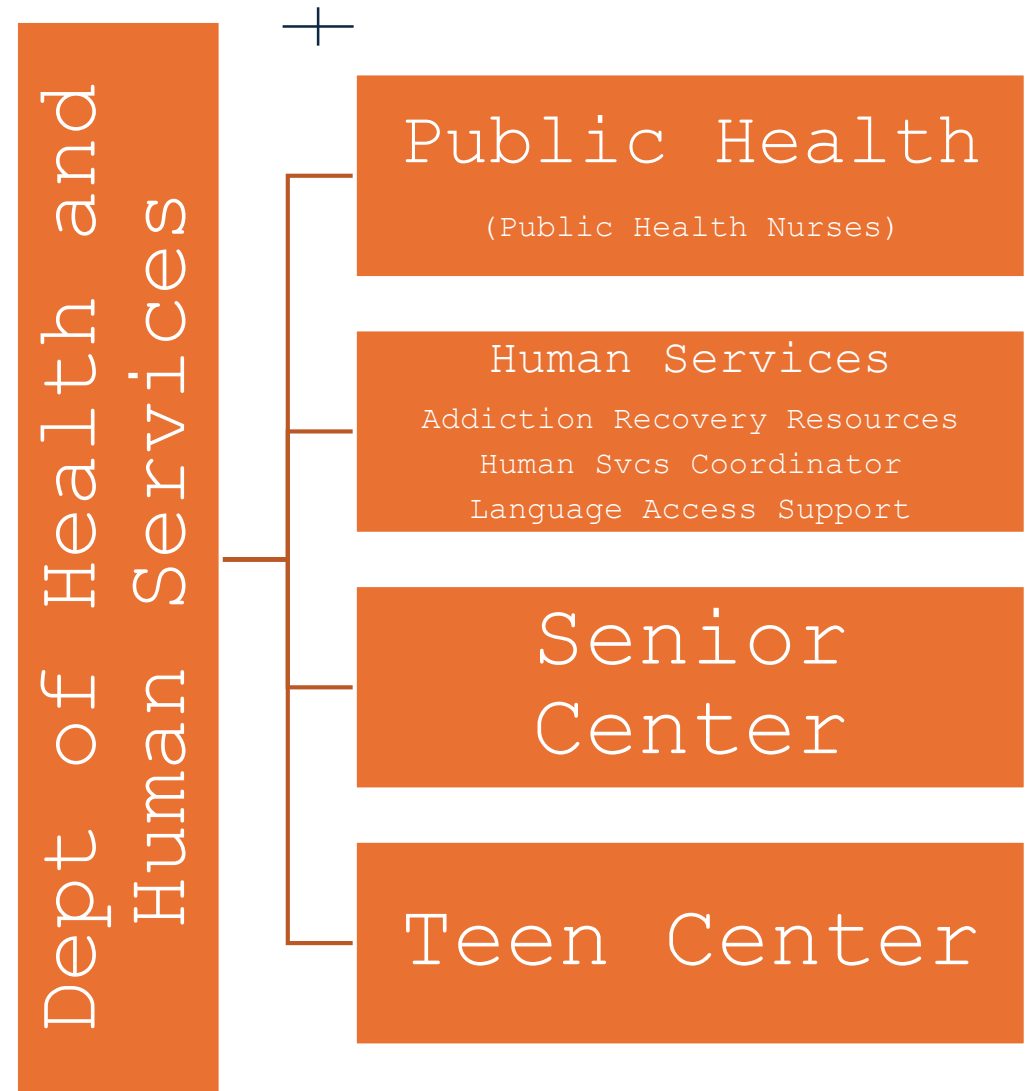 Dept of Health and
Human Services
Public Health
(Public Health Nurses)
Human Services
Addiction Recovery Resources
Human Svcs Coordinator
Language Access Support
Senior
Center
Teen Center